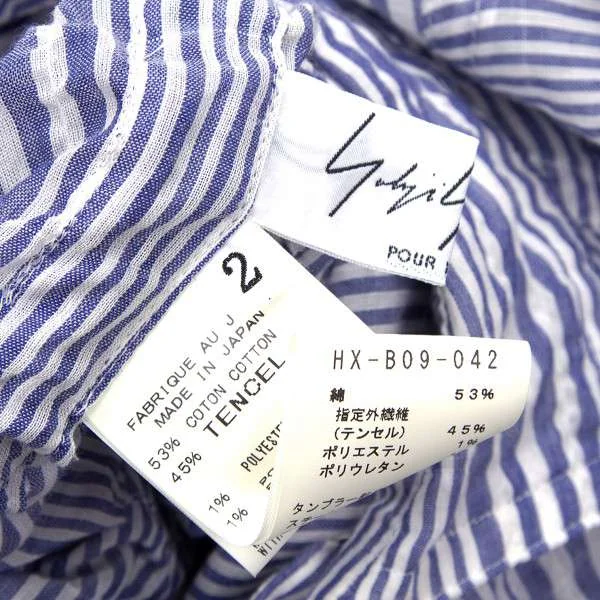 Yohji
POUR
2
FABRIQUE AU J
MADE IN JAPAN
53% COTON COTTON
45% TENCEL
1% POLYESTE
1%
HX-B09-042
綿 53%
指定外繊維
(テンセル) 45%
ポリエステル 1%
ポリウレタン
タンブラー